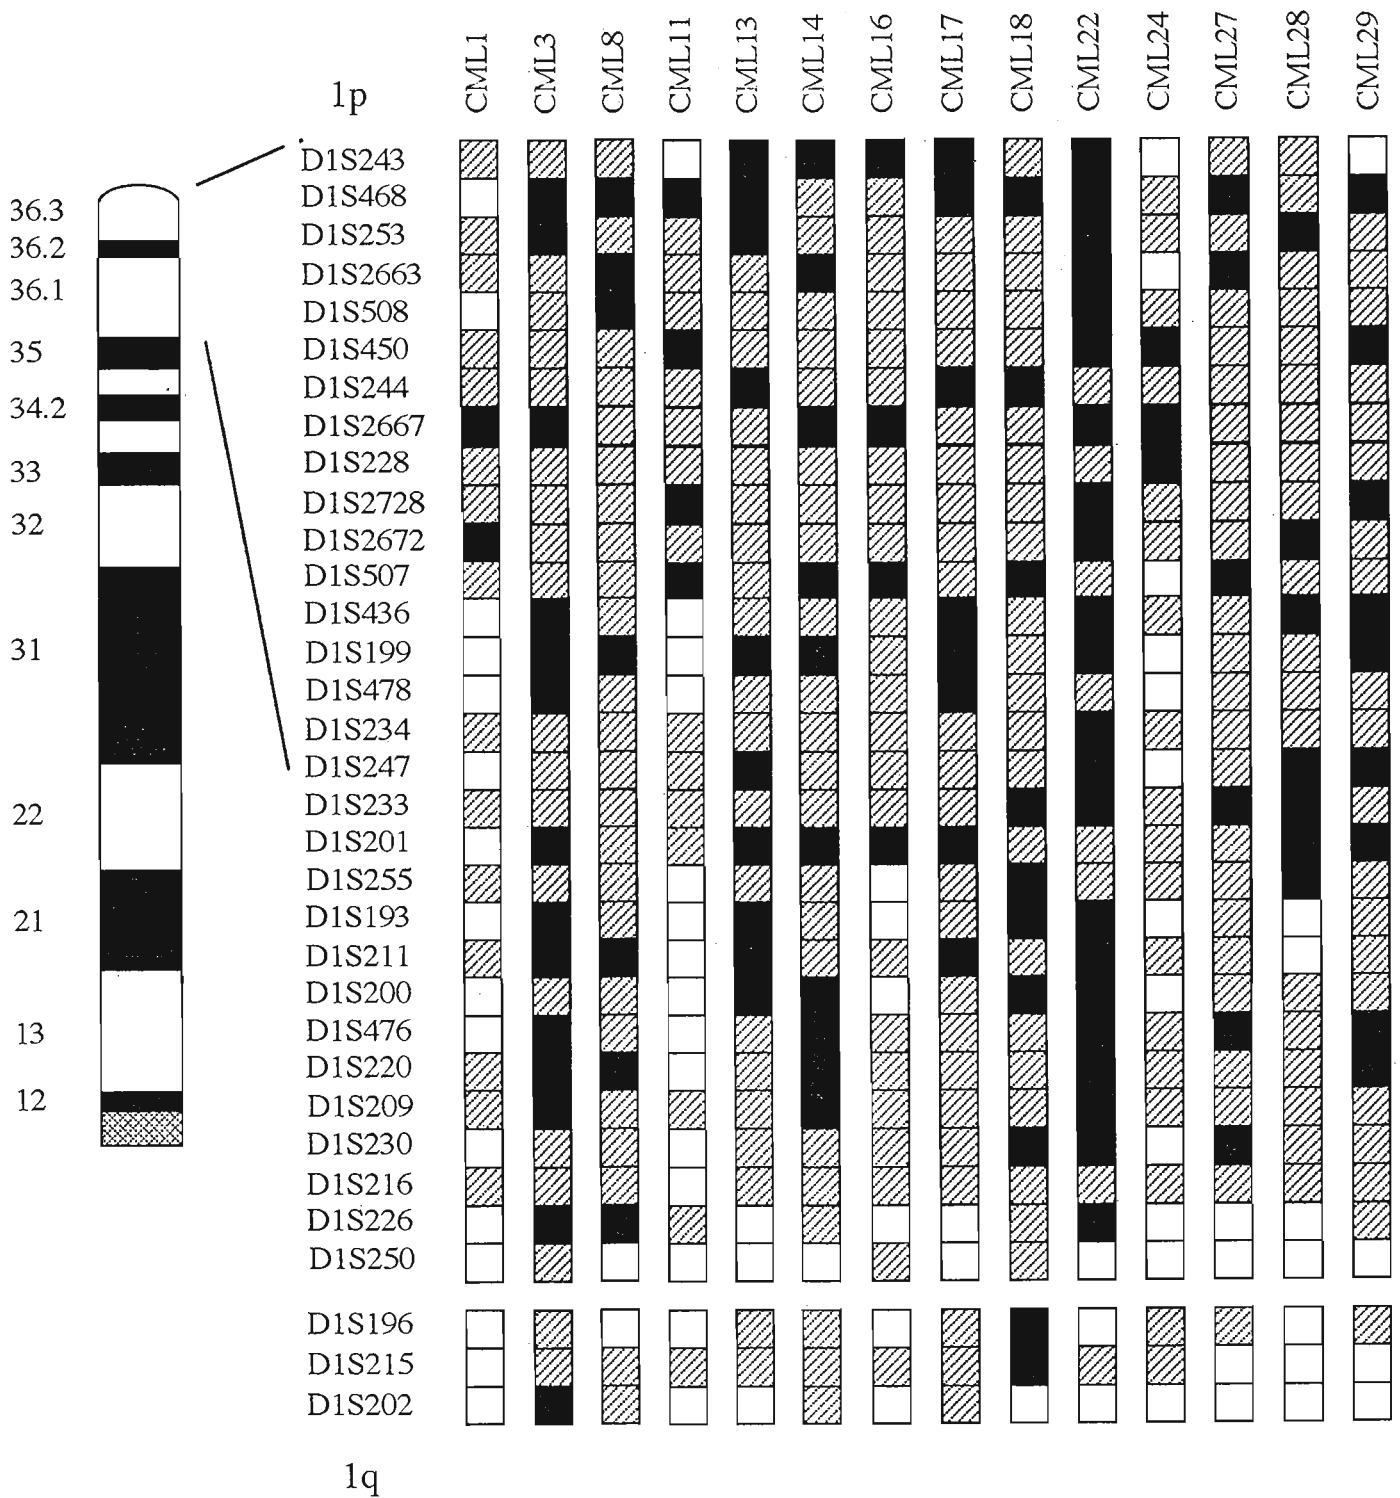 1p
CML1 CML3 CML8 CML11 CML13 CML14 CML16 CML17 CML18 CML22 CML24 CML27 CML28 CML29
36.3
36.2
36.1
35
34.2
33
32
31
22
21
13
12
D1S243
D1S468
D1S253
D1S2663
D1S508
D1S450
D1S244
D1S2667
D1S228
D1S2728
D1S2672
D1S507
D1S436
D1S199
D1S478
D1S234
D1S247
D1S233
D1S201
D1S255
D1S193
D1S211
D1S200
D1S476
D1S220
D1S209
D1S230
D1S216
D1S226
D1S250
D1S196
D1S215
D1S202
1q